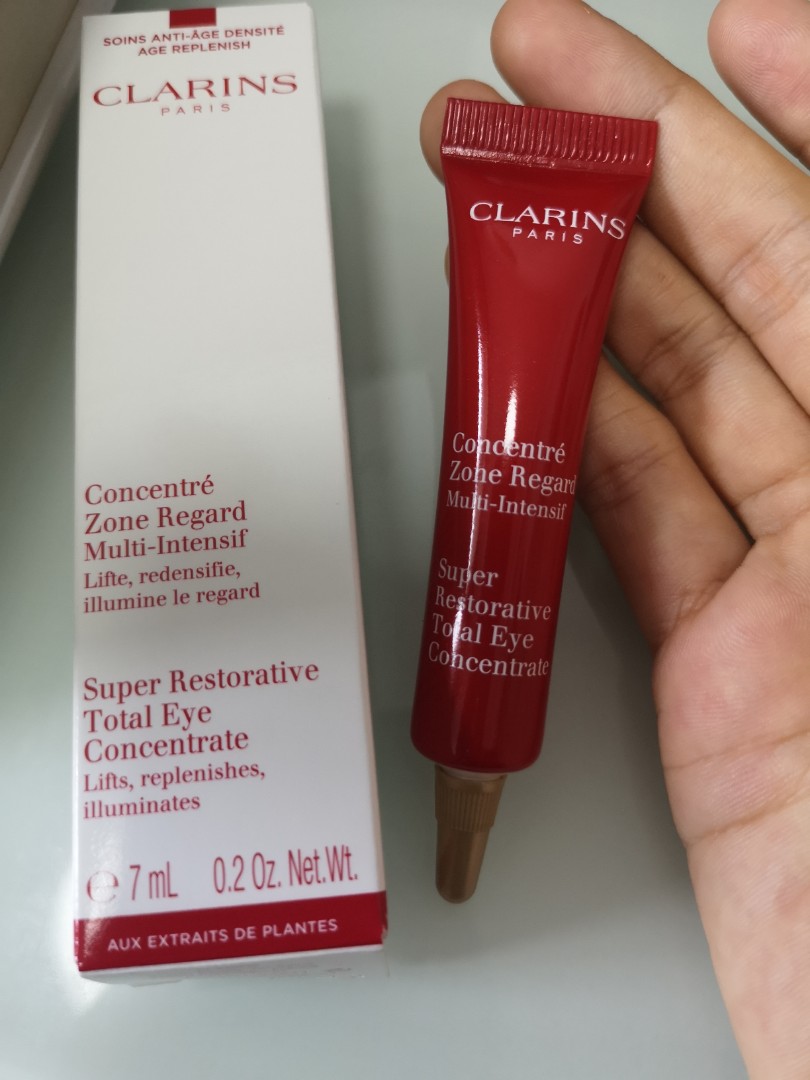 SOINS ANTI-ÂGE DENSITÉ
AGE REPLENISH
CLARINS
PARIS
Concentré
Zone Regard
Multi-Intensif
Lifte, redensifie,
illumine le regard
Super Restorative
Total Eye
Concentrate
Lifts, replenishes,
illuminates
e 7 mL 0.2 Oz. Net.Wt.
AUX EXTRAITS DE PLANTES
CLARINS
PARIS
Concentré
Zone Regard
Multi-Intensif
Super
Restorative
Total Eye
Concentrate